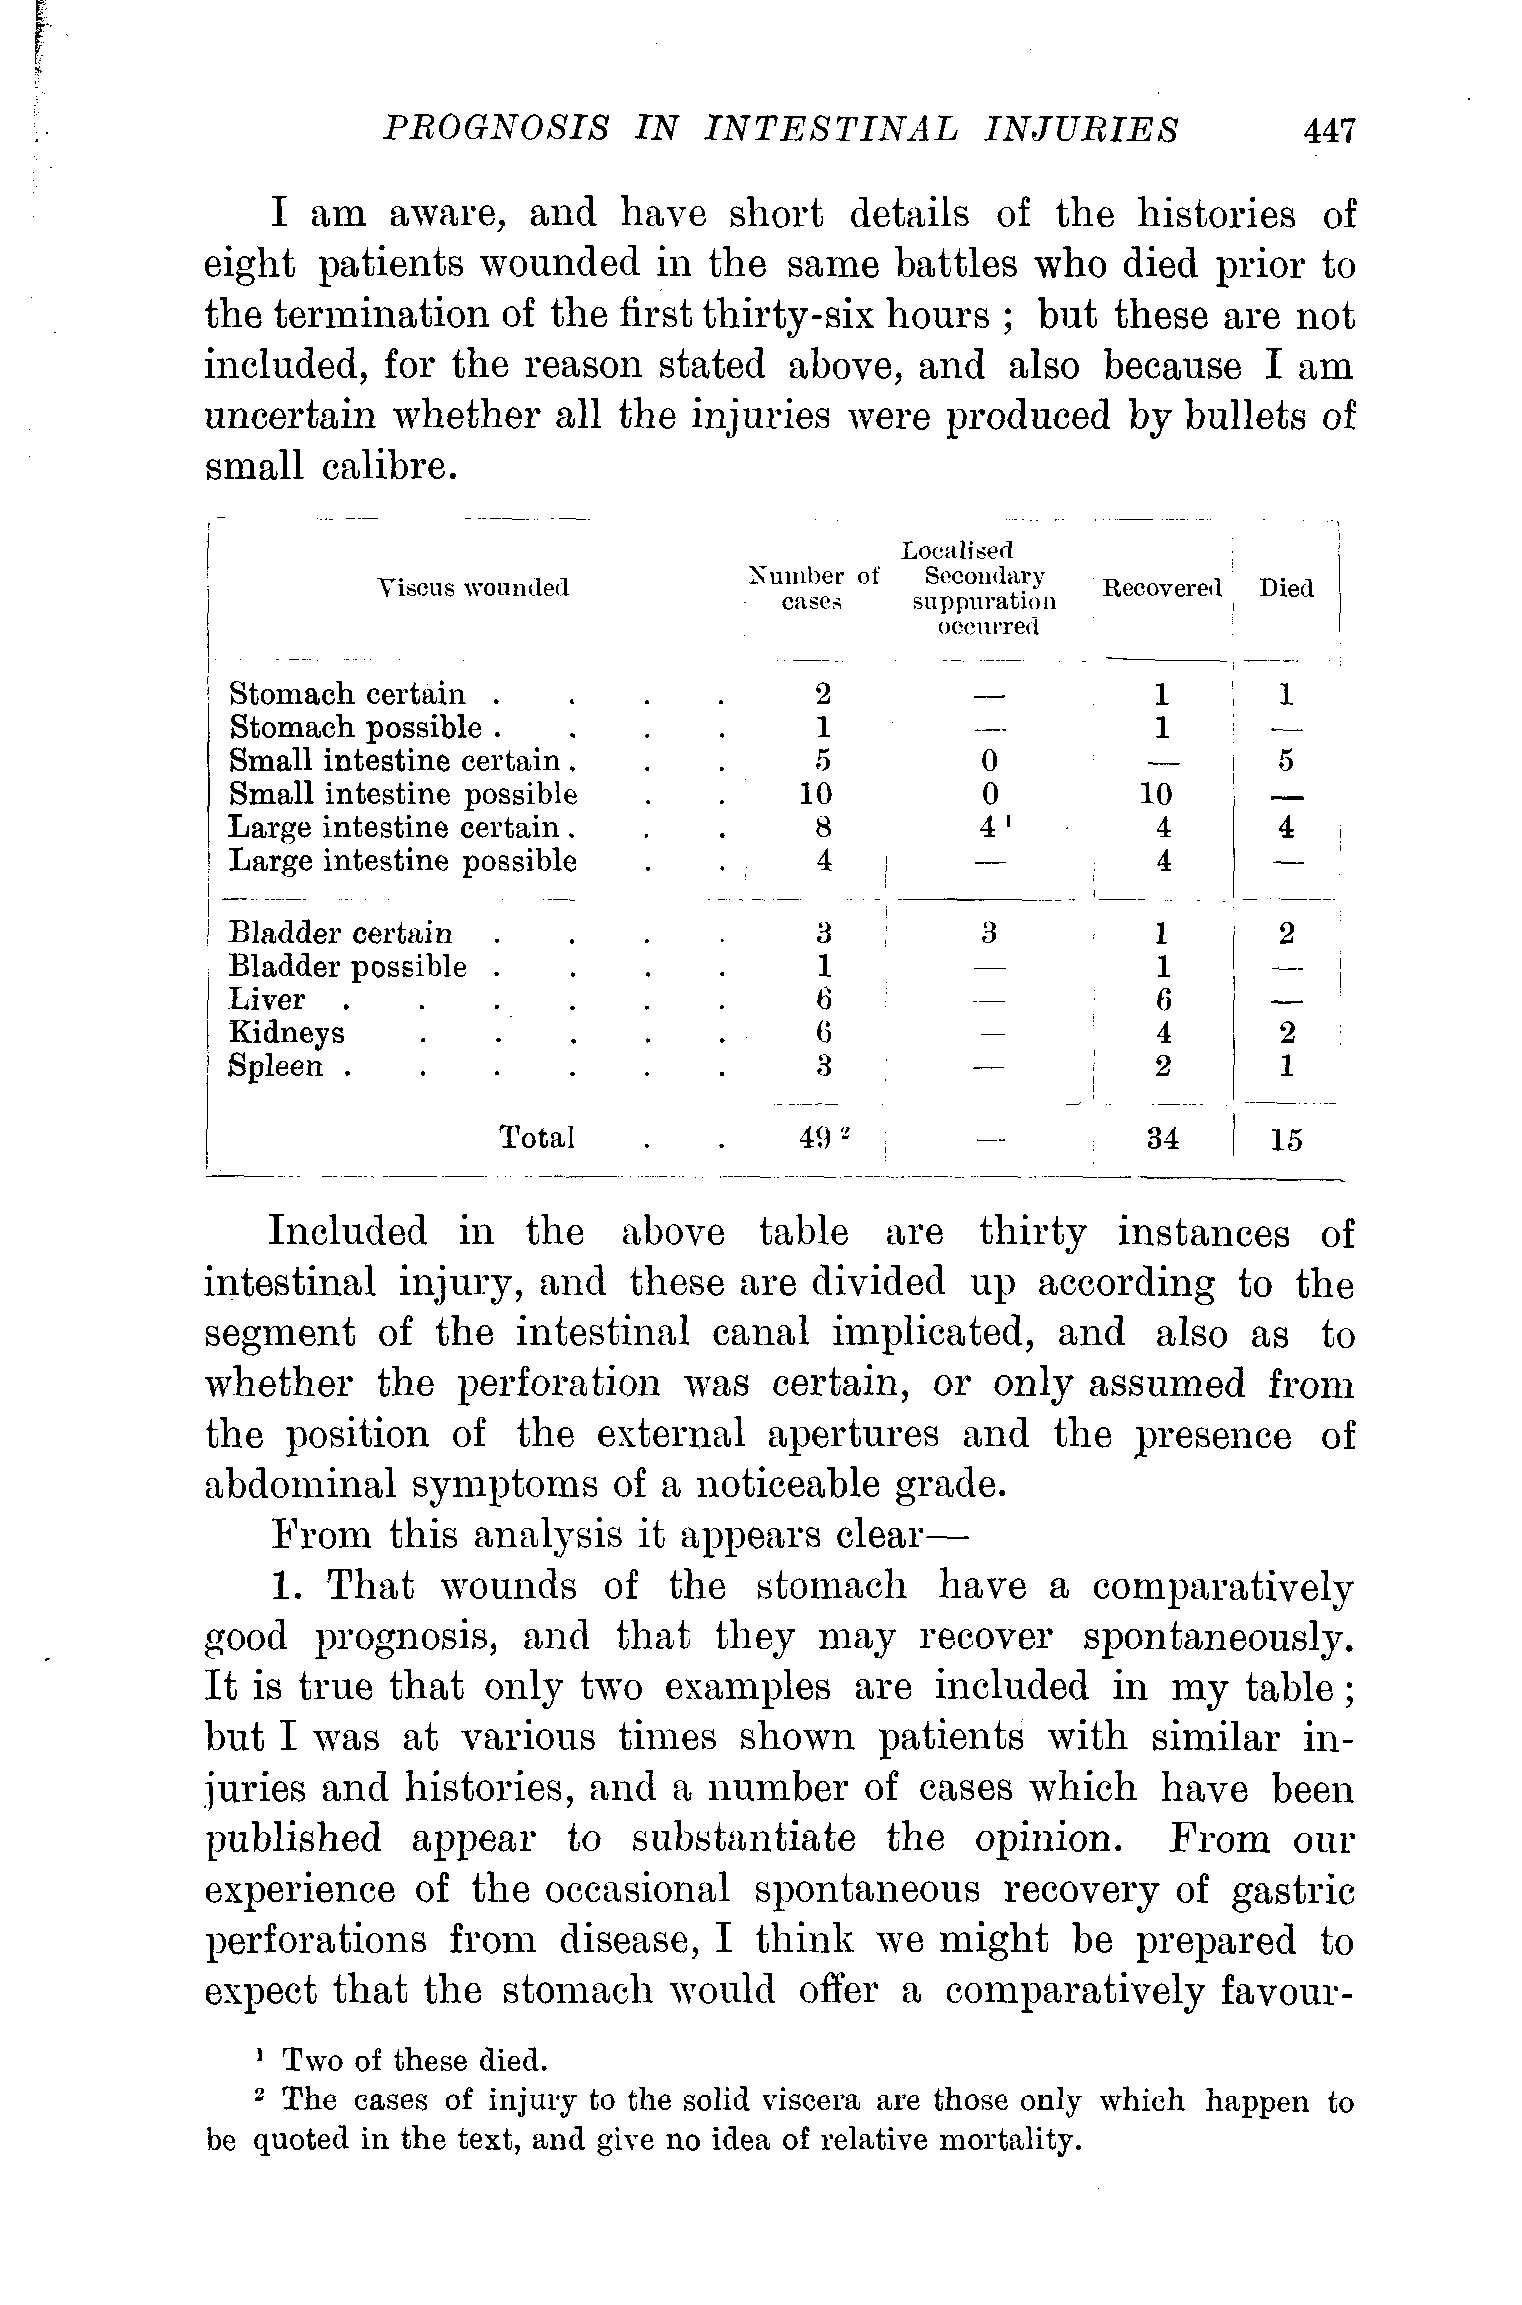 PROGNOSIS IN INTESTINAL INJURIES 447
I am aware, and have short details of the histories of
eight patients wounded in the same battles who died prior to
the termination of the first thirty-six hours ; but these are not
included, for the reason stated above, and also because I am
uncertain whether all the injuries were produced by bullets of
small calibre.
Viscus wounded | Number of cases | Localised Secondary suppuration occurred | Recovered | Died
Stomach certain . . . . 2 — 1 1
Stomach possible . . . . 1 — 1 —
Small intestine certain . . . 5 0 — 5
Small intestine possible . . 10 0 10 —
Large intestine certain . . . 8 4 ¹ 4 4
Large intestine possible . . 4 — 4 —
Bladder certain . . . . 3 3 1 2
Bladder possible . . . . 1 — 1 —
Liver . . . . . . 6 — 6 —
Kidneys . . . . . 6 — 4 2
Spleen . . . . . . 3 — 2 1
Total . . 49 ² — 34 15
Included in the above table are thirty instances of
intestinal injury, and these are divided up according to the
segment of the intestinal canal implicated, and also as to
whether the perforation was certain, or only assumed from
the position of the external apertures and the presence of
abdominal symptoms of a noticeable grade.
From this analysis it appears clear—
1. That wounds of the stomach have a comparatively
good prognosis, and that they may recover spontaneously.
It is true that only two examples are included in my table ;
but I was at various times shown patients with similar in-
juries and histories, and a number of cases which have been
published appear to substantiate the opinion. From our
experience of the occasional spontaneous recovery of gastric
perforations from disease, I think we might be prepared to
expect that the stomach would offer a comparatively favour-
¹ Two of these died.
² The cases of injury to the solid viscera are those only which happen to
be quoted in the text, and give no idea of relative mortality.